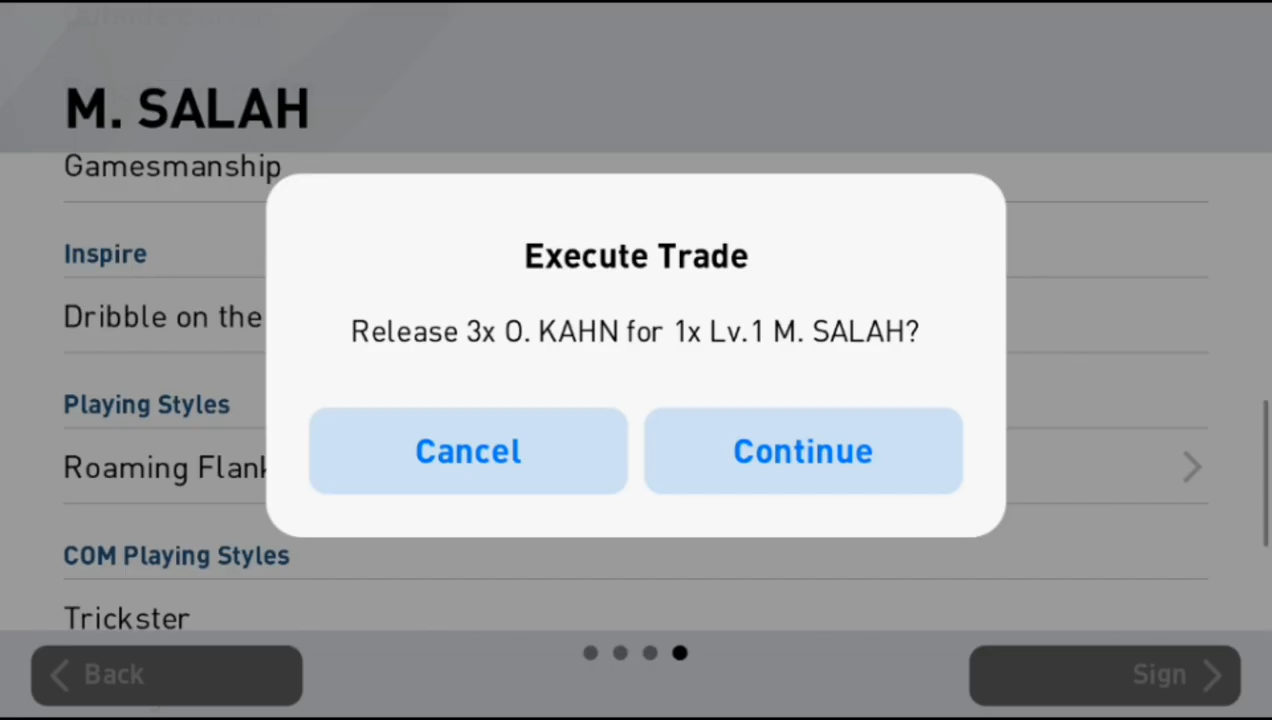 M. SALAH
Gamesmanship
Inspire
Dribble on the
Playing Styles
Roaming Flank
COM Playing Styles
Trickster
Execute Trade
Release 3x O. KAHN for 1x Lv.1 M. SALAH?
Cancel
Continue
Back
Sign